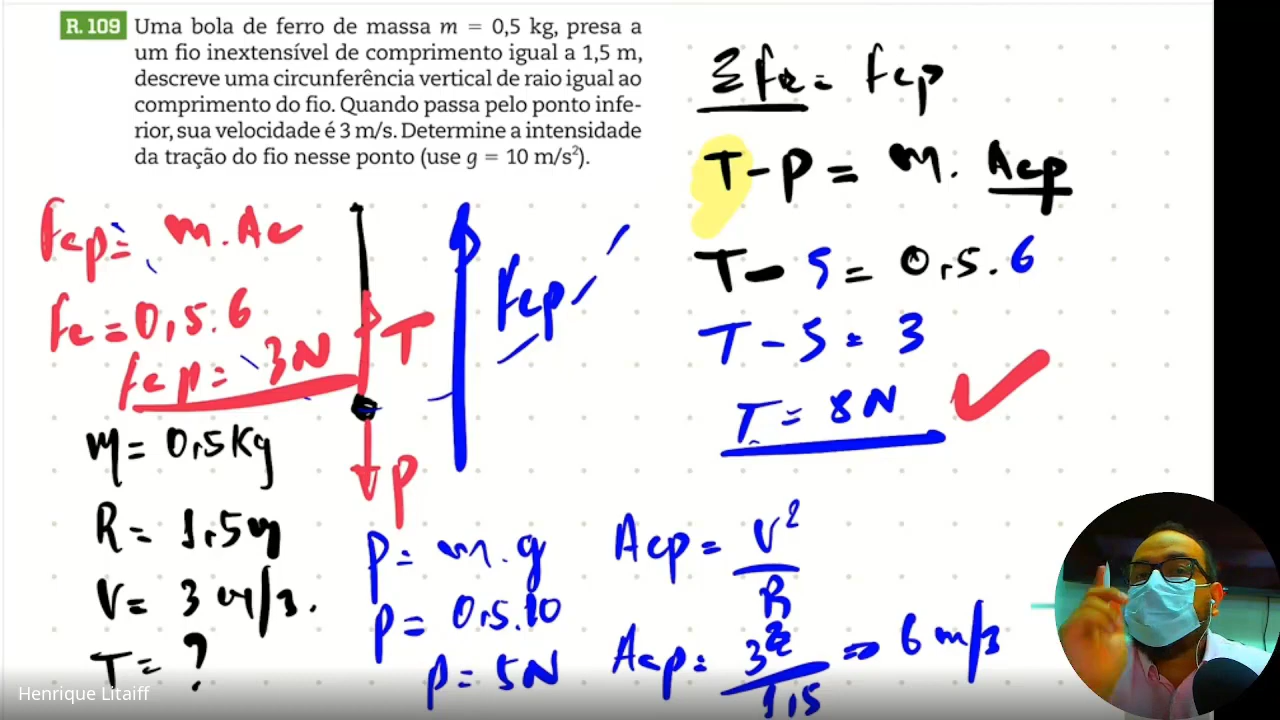 R. 109 Uma bola de ferro de massa m = 0,5 kg, presa a
um fio inextensível de comprimento igual a 1,5 m,
descreve uma circunferência vertical de raio igual ao
comprimento do fio. Quando passa pelo ponto infe-
rior, sua velocidade é 3 m/s. Determine a intensidade
da tração do fio nesse ponto (use g = 10 m/s²).
Fcp = m.Ac
Fc = 0,5.6
Fcp = 3N
m = 0,5Kg
R = 1,5m
V = 3 m/s.
T = ?
T
P
Fcp
P = m.g
P = 0,5.10
P = 5N
ΣFR = Fcp
T - P = m. Acp
T - 5 = 0,5.6
T - 5 = 3
T = 8N
Acp = V²
R
Acp = 3²
1,5
⇒ 6 m/s
Henrique Litaiff